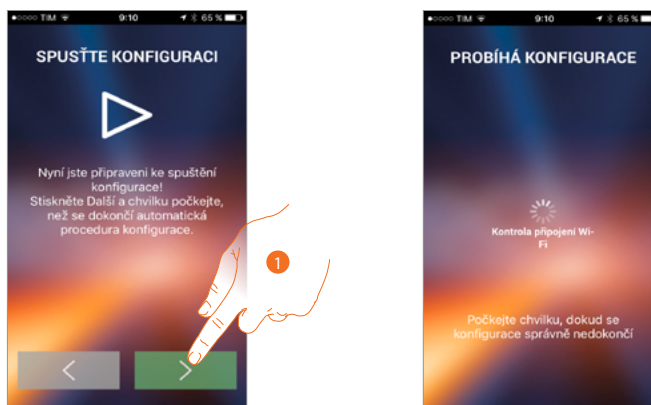 TIM 9:10 65 %
SPUSŤTE KONFIGURACI
Nyní jste připraveni ke spuštění
konfigurace!
Stiskněte Další a chvilku počkejte,
než se dokončí automatická
procedura konfigurace.
1
TIM 9:10 65 %
PROBÍHÁ KONFIGURACE
Kontrola připojení Wi-
Fi
Počkejte chvilku, dokud se
konfigurace správně nedokončí